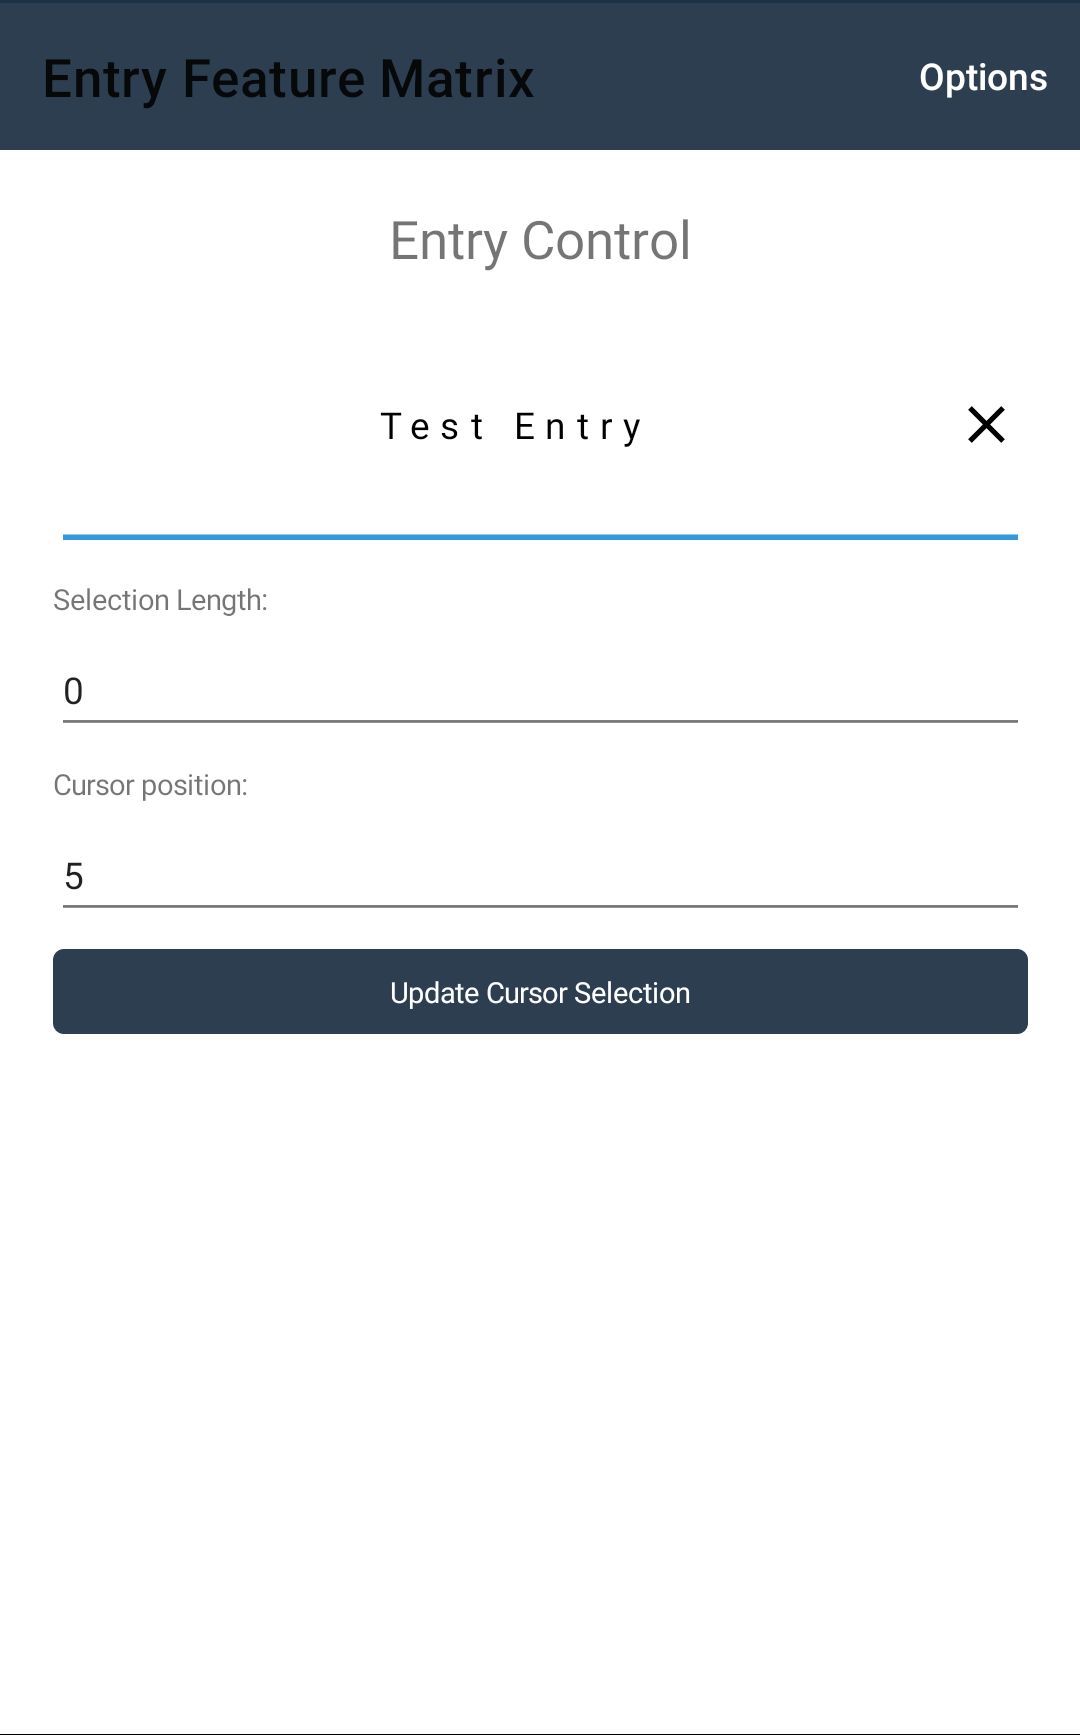 Entry Feature Matrix
Options
Entry Control
Test Entry
Selection Length:
0
Cursor position:
5
Update Cursor Selection